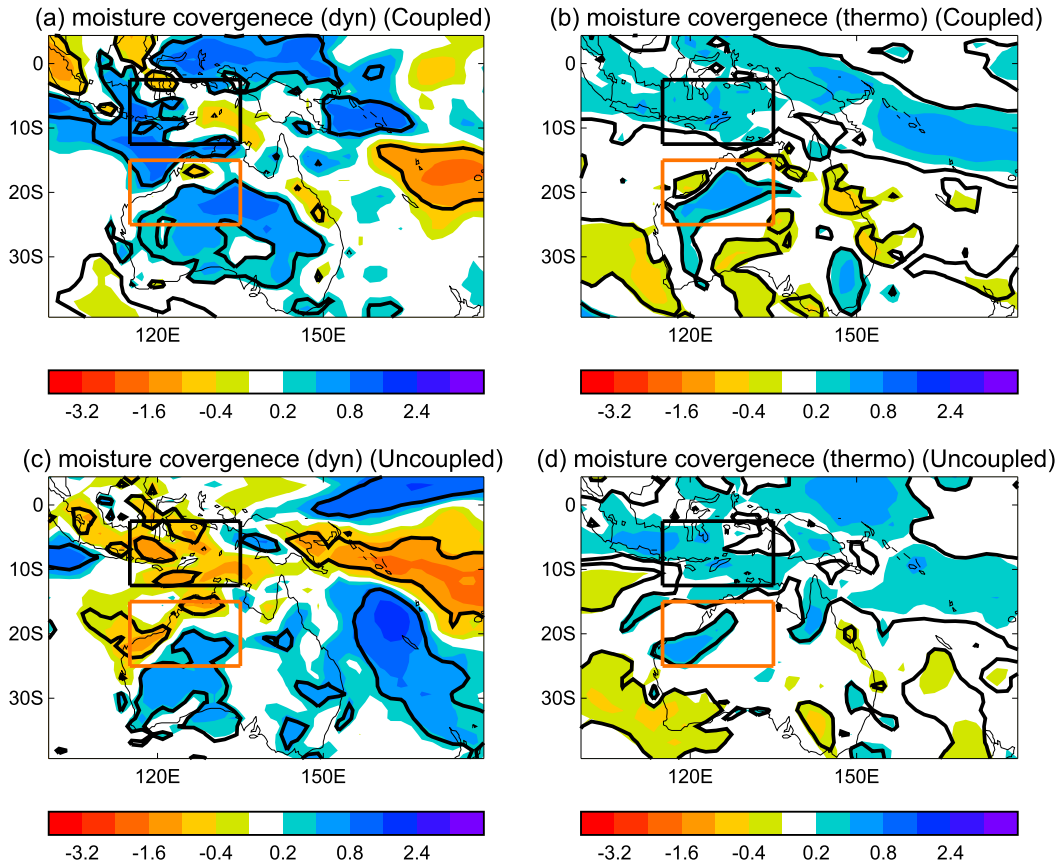 (a) moisture covergenece (dyn) (Coupled)
0
10S
20S
30S
120E 150E
-3.2 -1.6 -0.4 0.2 0.8 2.4
(b) moisture covergenece (thermo) (Coupled)
0
10S
20S
30S
120E 150E
-3.2 -1.6 -0.4 0.2 0.8 2.4
(c) moisture covergenece (dyn) (Uncoupled)
0
10S
20S
30S
120E 150E
-3.2 -1.6 -0.4 0.2 0.8 2.4
(d) moisture covergenece (thermo) (Uncoupled)
0
10S
20S
30S
120E 150E
-3.2 -1.6 -0.4 0.2 0.8 2.4